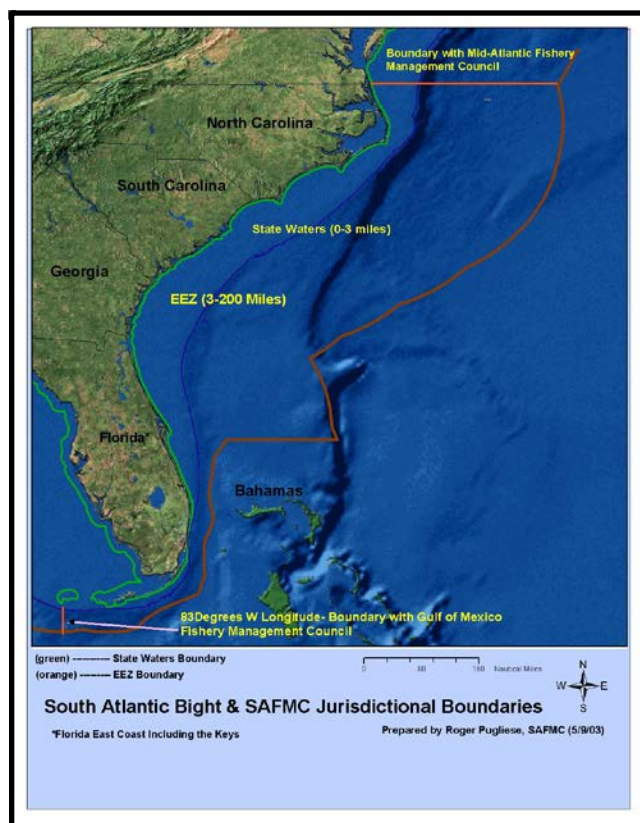 Boundary with Mid-Atlantic Fishery
Management Council
North Carolina
South Carolina
State Waters (0-3 miles)
Georgia
EEZ (3-200 Miles)
Florida*
Bahamas
83Degrees W Longitude- Boundary with Gulf of Mexico
Fishery Management Council
(green) ---------- State Waters Boundary
(orange) --------- EEZ Boundary
0 80 160 Nautical Miles
N
W E
S
South Atlantic Bight & SAFMC Jurisdictional Boundaries
*Florida East Coast Including the Keys
Prepared by Roger Pugliese, SAFMC (5/9/03)